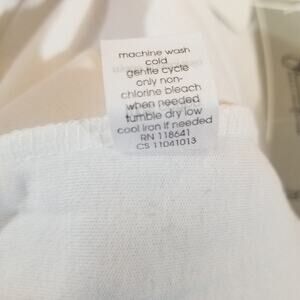 machine wash
cold
gentle cycle
only non-
chlorine bleach
when needed
tumble dry low
cool iron if needed
RN 118641
CS 11041013